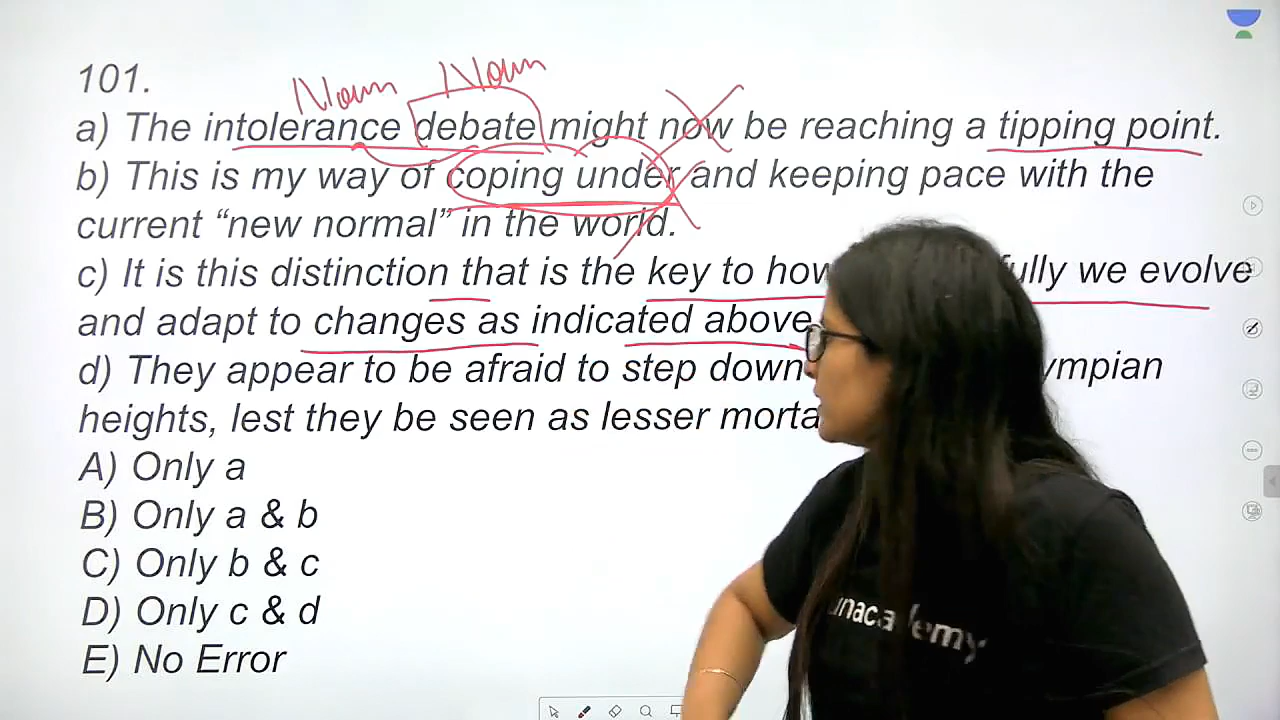 101.
Noun Noun
a) The intolerance debate might now be reaching a tipping point.
b) This is my way of coping under and keeping pace with the
current “new normal” in the world.
c) It is this distinction that is the key to how fully we evolve
and adapt to changes as indicated above
d) They appear to be afraid to step down ympian
heights, lest they be seen as lesser morta
A) Only a
B) Only a & b
C) Only b & c
D) Only c & d
E) No Error
unacademy